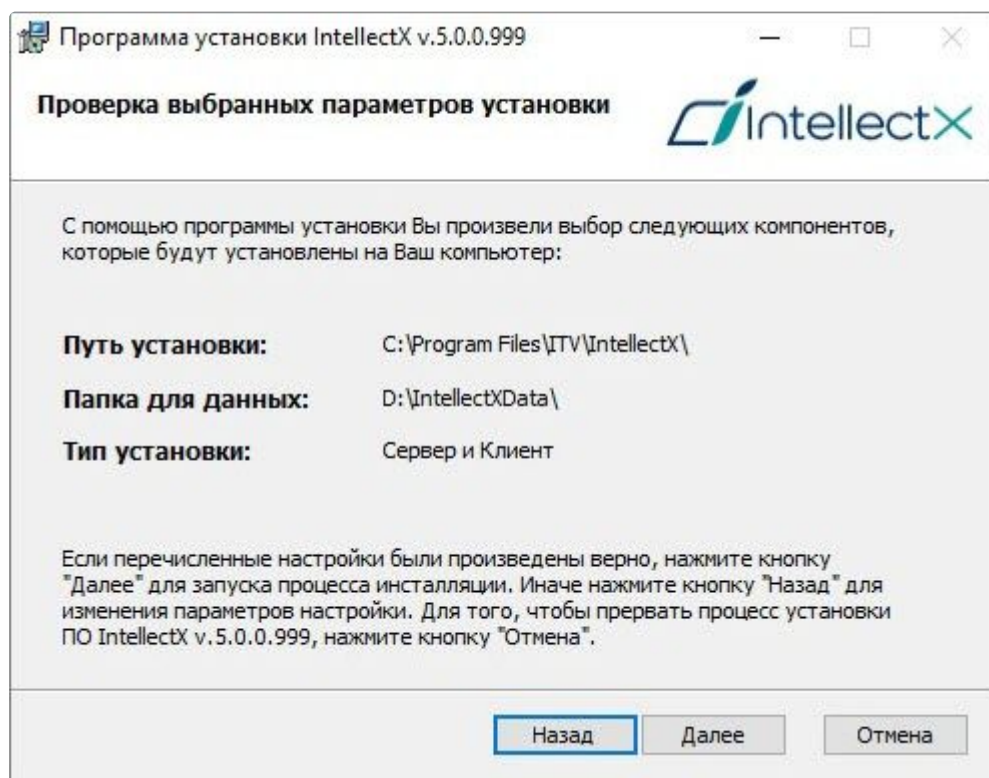 Программа установки IntellectX v.5.0.0.999
Проверка выбранных параметров установки
intellectX
С помощью программы установки Вы произвели выбор следующих компонентов,
которые будут установлены на Ваш компьютер:
Путь установки: C:\Program Files\ITV\IntellectX\
Папка для данных: D:\IntellectXData\
Тип установки: Сервер и Клиент
Если перечисленные настройки были произведены верно, нажмите кнопку
"Далее" для запуска процесса инсталляции. Иначе нажмите кнопку "Назад" для
изменения параметров настройки. Для того, чтобы прервать процесс установки
ПО IntellectX v.5.0.0.999, нажмите кнопку "Отмена".
Назад Далее Отмена